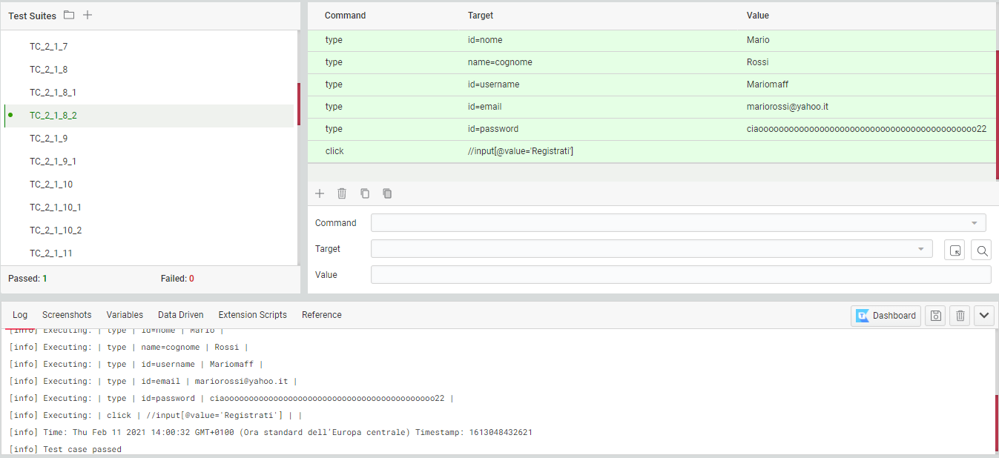 Test Suites
TC_2_1_7
TC_2_1_8
TC_2_1_8_1
TC_2_1_8_2
TC_2_1_9
TC_2_1_9_1
TC_2_1_10
TC_2_1_10_1
TC_2_1_10_2
TC_2_1_11
Passed: 1 Failed: 0
Command Target Value
type id=nome Mario
type name=cognome Rossi
type id=username Mariomaff
type id=email mariorossi@yahoo.it
type id=password ciaooooooooooooooooooooooooooooooooooooooooooo22
click //input[@value='Registrati']
Command
Target
Value
Log Screenshots Variables Data Driven Extension Scripts Reference Dashboard
[info] Executing: | type | id=nome | Mario |
[info] Executing: | type | name=cognome | Rossi |
[info] Executing: | type | id=username | Mariomaff |
[info] Executing: | type | id=email | mariorossi@yahoo.it |
[info] Executing: | type | id=password | ciaooooooooooooooooooooooooooooooooooooooooooo22 |
[info] Executing: | click | //input[@value='Registrati'] | |
[info] Time: Thu Feb 11 2021 14:00:32 GMT+0100 (Ora standard dell'Europa centrale) Timestamp: 1613048432621
[info] Test case passed